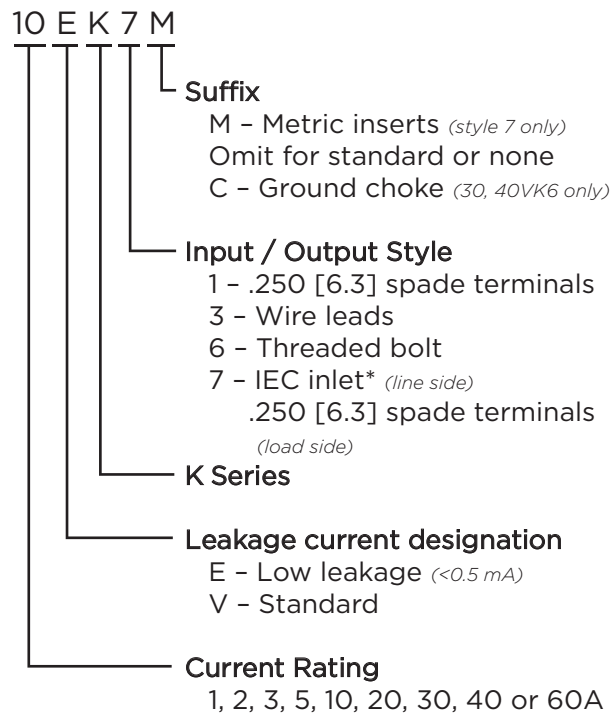 10 E K 7 M
Suffix
M – Metric inserts (style 7 only)
Omit for standard or none
C – Ground choke (30, 40VK6 only)
Input / Output Style
1 – .250 [6.3] spade terminals
3 – Wire leads
6 – Threaded bolt
7 – IEC inlet* (line side)
.250 [6.3] spade terminals
(load side)
K Series
Leakage current designation
E – Low leakage (<0.5 mA)
V – Standard
Current Rating
1, 2, 3, 5, 10, 20, 30, 40 or 60A